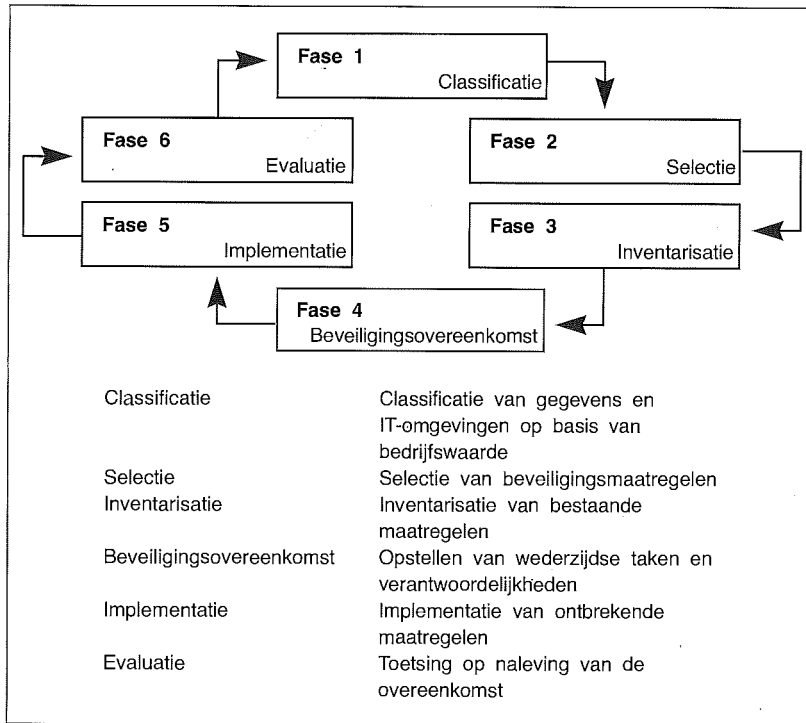 Fase 1
Classificatie
Fase 6
Evaluatie
Fase 2
Selectie
Fase 5
Implementatie
Fase 3
Inventarisatie
Fase 4
Beveiligingsovereenkomst
Classificatie Classificatie van gegevens en
IT-omgevingen op basis van
bedrijfswaarde
Selectie Selectie van beveiligingsmaatregelen
Inventarisatie Inventarisatie van bestaande
maatregelen
Beveiligingsovereenkomst Opstellen van wederzijdse taken en
verantwoordelijkheden
Implementatie Implementatie van ontbrekende
maatregelen
Evaluatie Toetsing op naleving van de
overeenkomst